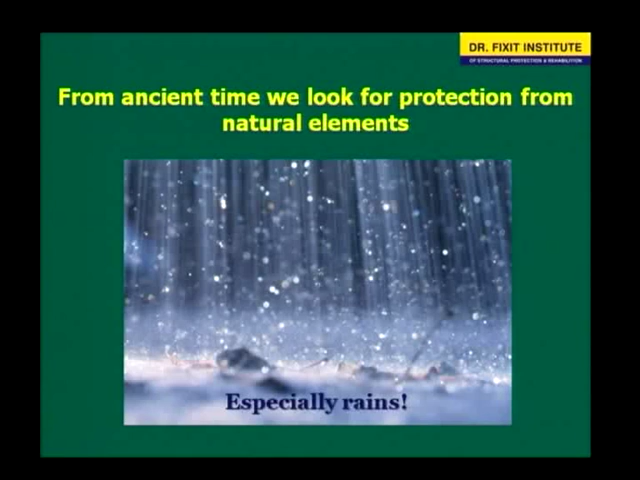 DR. FIXIT INSTITUTE
OF STRUCTURAL PROTECTION & REHABILITATION
From ancient time we look for protection from
natural elements
Especially rains!